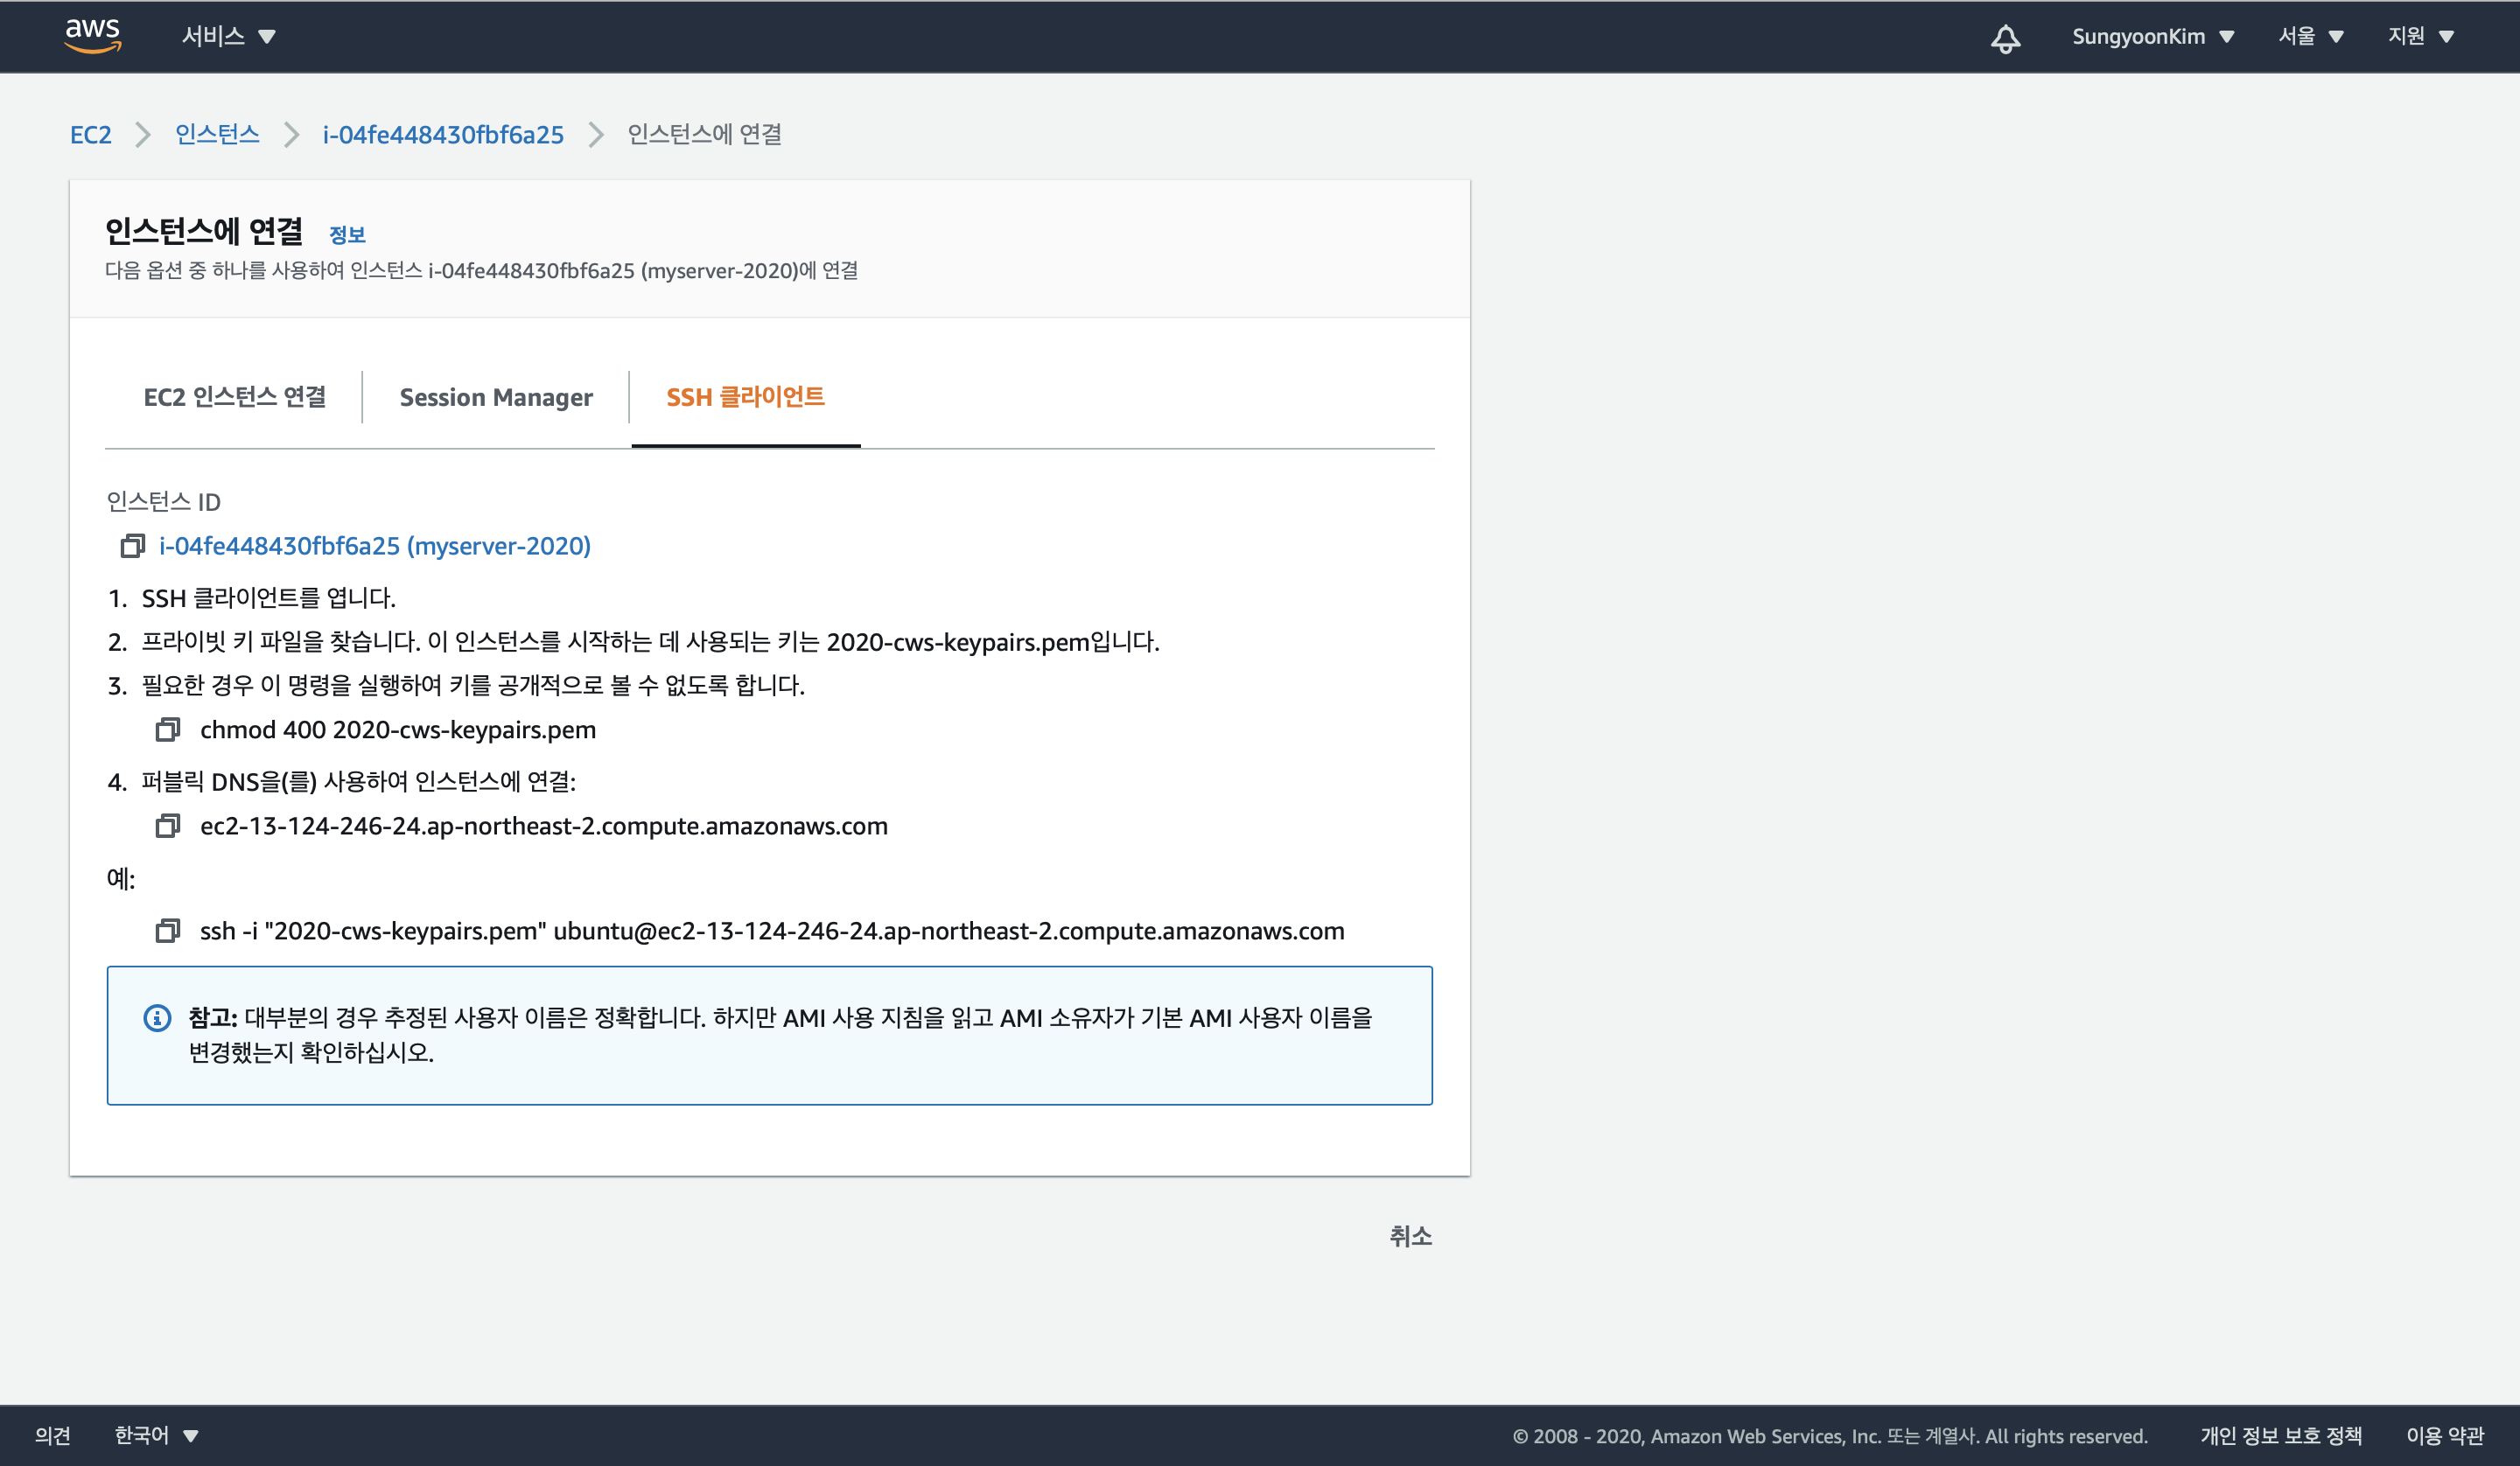 aws 서비스 SungyoonKim 서울 지원
EC2 인스턴스 i-04fe448430fbf6a25 인스턴스에 연결
인스턴스에 연결 정보
다음 옵션 중 하나를 사용하여 인스턴스 i-04fe448430fbf6a25 (myserver-2020)에 연결
EC2 인스턴스 연결 Session Manager SSH 클라이언트
인스턴스 ID
i-04fe448430fbf6a25 (myserver-2020)
1. SSH 클라이언트를 엽니다.
2. 프라이빗 키 파일을 찾습니다. 이 인스턴스를 시작하는 데 사용되는 키는 2020-cws-keypairs.pem입니다.
3. 필요한 경우 이 명령을 실행하여 키를 공개적으로 볼 수 없도록 합니다.
chmod 400 2020-cws-keypairs.pem
4. 퍼블릭 DNS을(를) 사용하여 인스턴스에 연결:
ec2-13-124-246-24.ap-northeast-2.compute.amazonaws.com
예:
ssh -i "2020-cws-keypairs.pem" ubuntu@ec2-13-124-246-24.ap-northeast-2.compute.amazonaws.com
참고: 대부분의 경우 추정된 사용자 이름은 정확합니다. 하지만 AMI 사용 지침을 읽고 AMI 소유자가 기본 AMI 사용자 이름을
변경했는지 확인하십시오.
취소
의견 한국어 © 2008 - 2020, Amazon Web Services, Inc. 또는 계열사. All rights reserved. 개인 정보 보호 정책 이용 약관